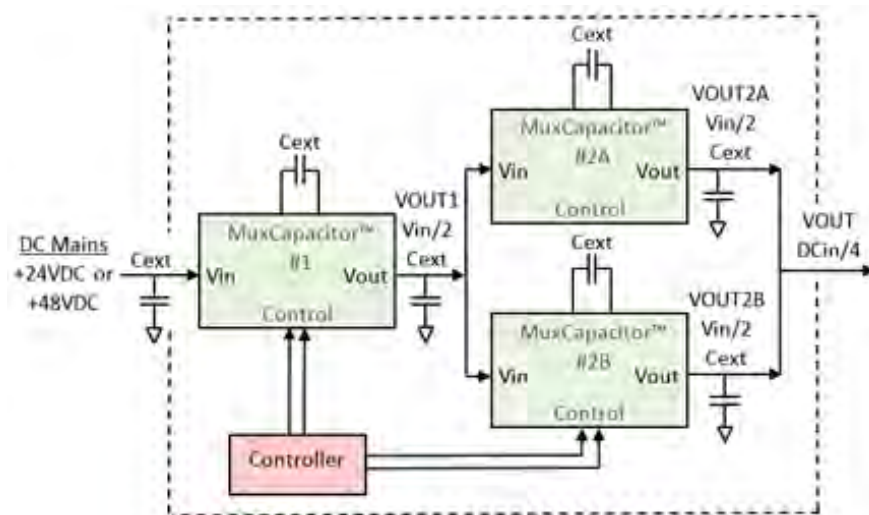 Cext
MuxCapacitor™
#2A
Vin
Vout
Control
VOUT2A
Vin/2
Cext
Cext
MuxCapacitor™
#1
Vin
Vout
Control
VOUT1
Vin/2
Cext
DC Mains
+24VDC or
+48VDC
Cext
VOUT
DCin/4
Cext
MuxCapacitor™
#2B
Vin
Vout
Control
VOUT2B
Vin/2
Cext
Controller